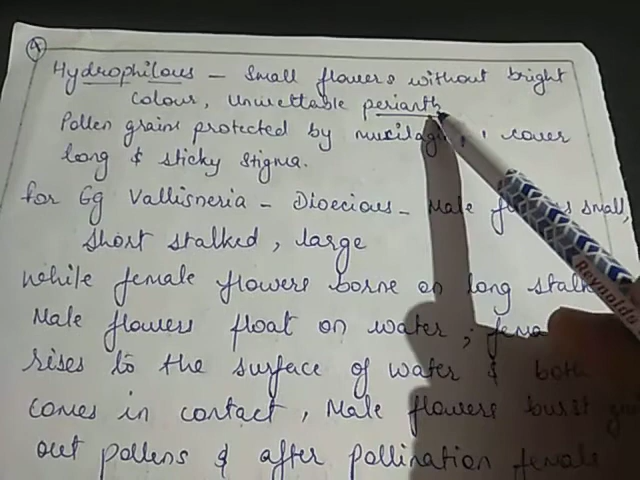 4
Hydrophilous - Small flowers without bright
colour, Unwettable perianth
Pollen grains protected by cover
long & sticky stigma.
for Eg Vallisneria - Dioecious - Male small,
short stalked, large
while female flowers borne on long stalk
Male flowers float on water;
rises to the surface of water & both
comes in contact, Male flowers burst
out pollens & after pollination female
Reynolds